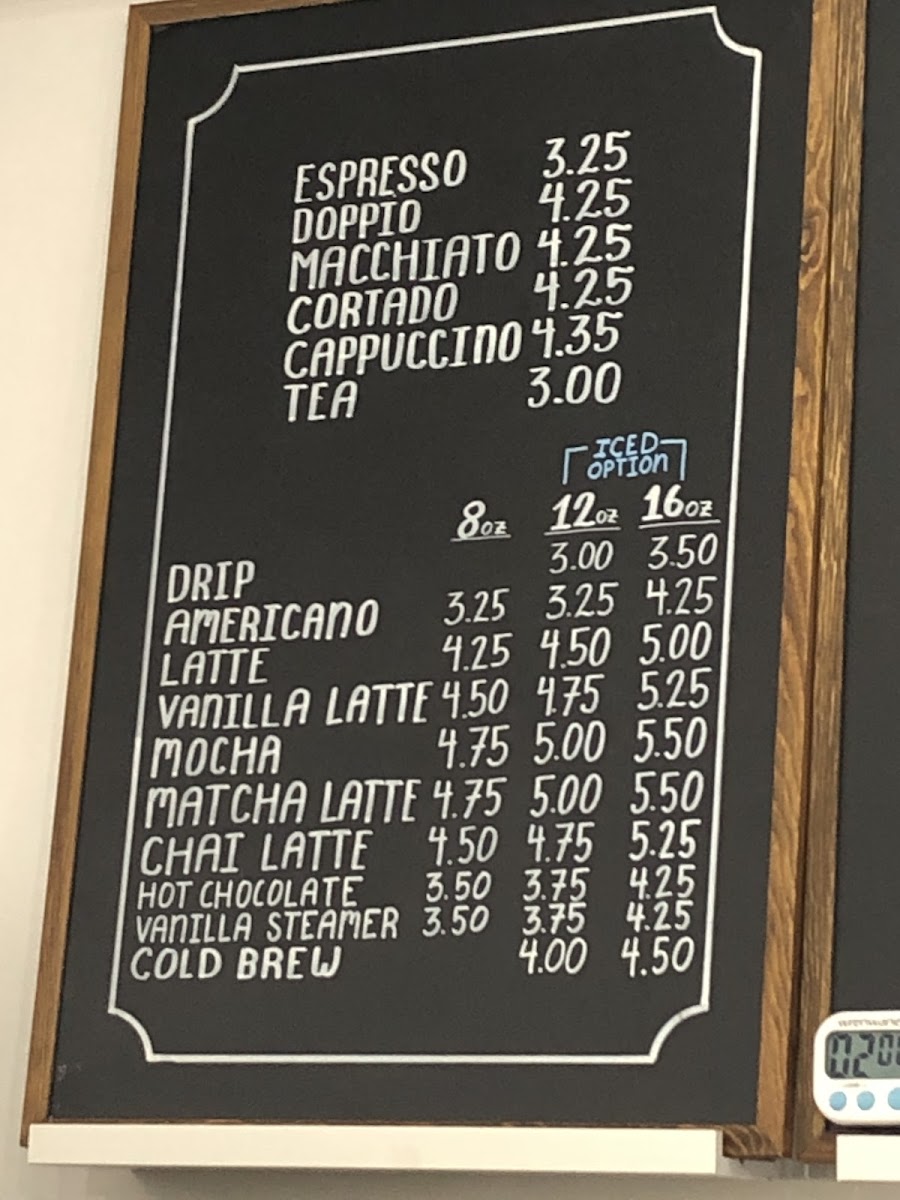 ESPRESSO 3.25
DOPPIO 4.25
MACCHIATO 4.25
CORTADO 4.25
CAPPUCCINO 4.35
TEA 3.00
ICED
OPTION
8oz 12oz 16oz
DRIP 3.00 3.50
AMERICANO 3.25 3.25 4.25
LATTE 4.25 4.50 5.00
VANILLA LATTE 4.50 4.75 5.25
MOCHA 4.75 5.00 5.50
MATCHA LATTE 4.75 5.00 5.50
CHAI LATTE 4.50 4.75 5.25
HOT CHOCOLATE 3.50 3.75 4.25
VANILLA STEAMER 3.50 3.75 4.25
COLD BREW 4.00 4.50